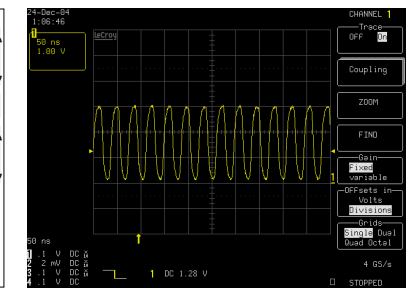 24-Dec-04
1:06:46
1
50 ns
1.00 V
LeCroy
CHANNEL 1
Trace
OFF On
Coupling
ZOOM
FIND
Gain
Fixed
variable
OFFsets in
Volts
Divisions
Grids
Single Dual
Quad Octal
1
50 ns
1 .1 V DC
2 2 mV DC
3 .1 V DC
4 .1 V DC
1 DC 1.28 V
4 GS/s
STOPPED